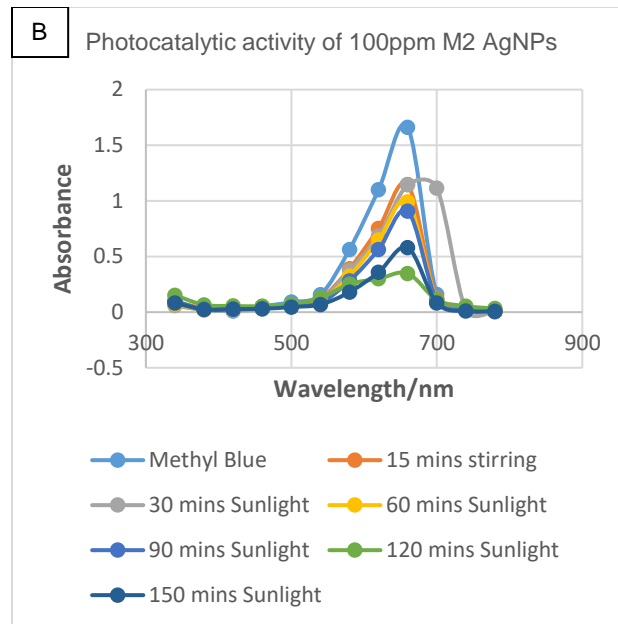 B
Photocatalytic activity of 100ppm M2 AgNPs
2
1.5
1
0.5
0
-0.5
300 500 700 900
Absorbance
Wavelength/nm
Methyl Blue 15 mins stirring
30 mins Sunlight 60 mins Sunlight
90 mins Sunlight 120 mins Sunlight
150 mins Sunlight